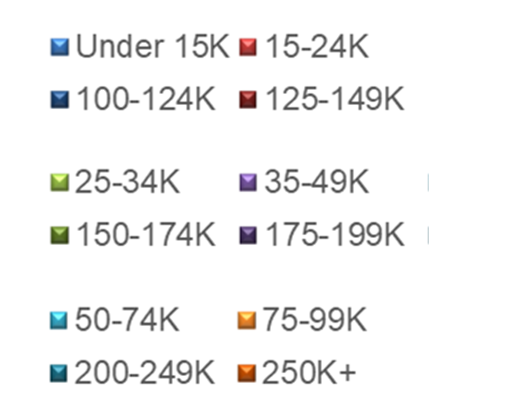 Under 15K 15-24K
100-124K 125-149K
25-34K 35-49K
150-174K 175-199K
50-74K 75-99K
200-249K 250K+